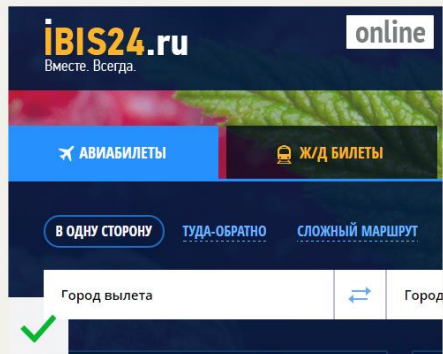 iBIS24.ru
online
Вместе. Всегда.
АВИАБИЛЕТЫ
Ж/Д БИЛЕТЫ
В ОДНУ СТОРОНУ ТУДА-ОБРАТНО СЛОЖНЫЙ МАРШРУТ
Город вылета Город